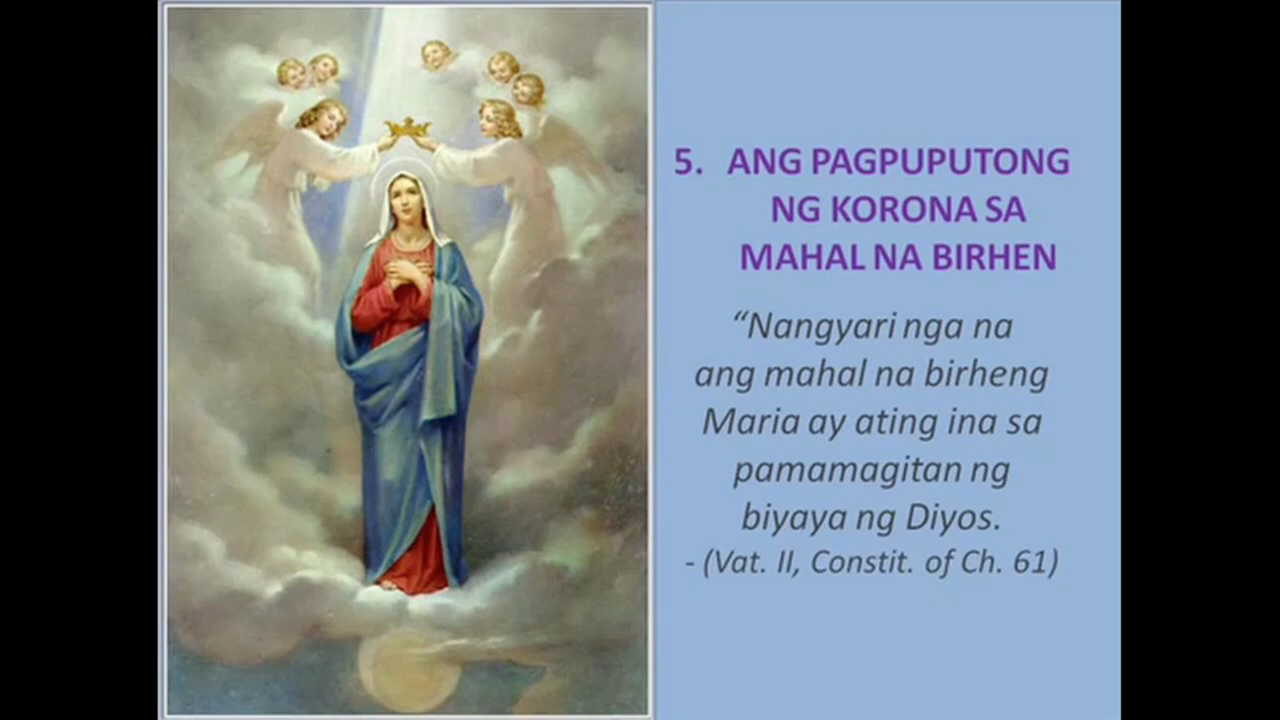 5. ANG PAGPUPUTONG
NG KORONA SA
MAHAL NA BIRHEN
“Nangyari nga na
ang mahal na birheng
Maria ay ating ina sa
pamamagitan ng
biyaya ng Diyos.
- (Vat. II, Constit. of Ch. 61)